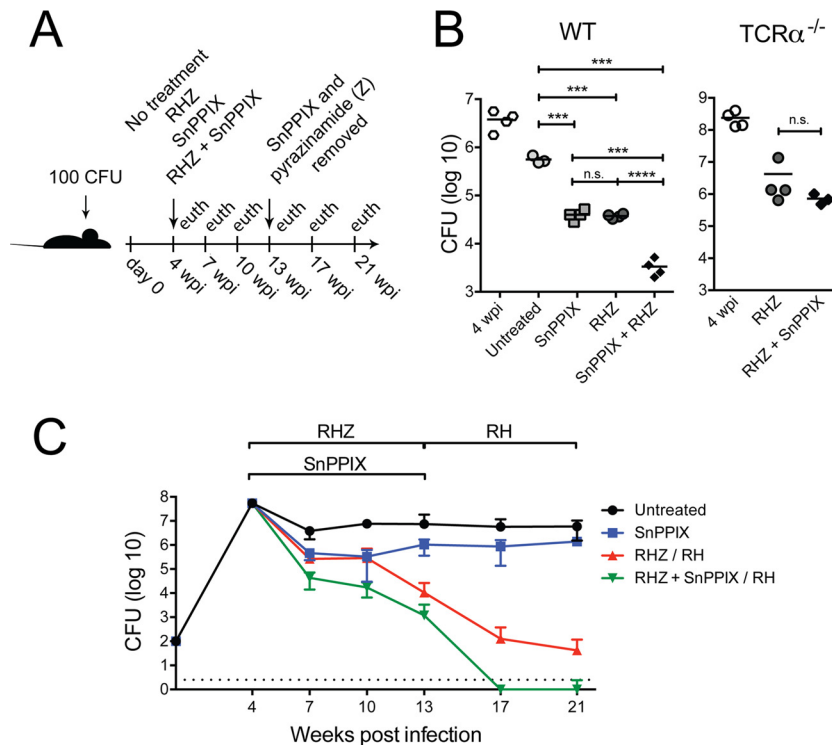 A
No treatment
RHZ
SnPPIX
RHZ + SnPPIX
SnPPIX and
pyrazinamide (Z)
removed
100 CFU
euth
euth
euth
euth
euth
euth
day 0
4 wpi
7 wpi
10 wpi
13 wpi
17 wpi
21 wpi
B
WT
TCRα-/-
***
***
***
***
n.s.
****
n.s.
CFU (log 10)
7
6
5
4
3
9
8
7
6
5
4
3
4 wpi
Untreated
SnPPIX
RHZ
SnPPIX + RHZ
4 wpi
RHZ
RHZ + SnPPIX
C
RHZ
RH
SnPPIX
CFU (log 10)
8
7
6
5
4
3
2
1
0
4
7
10
13
17
21
Weeks post infection
Untreated
SnPPIX
RHZ / RH
RHZ + SnPPIX / RH